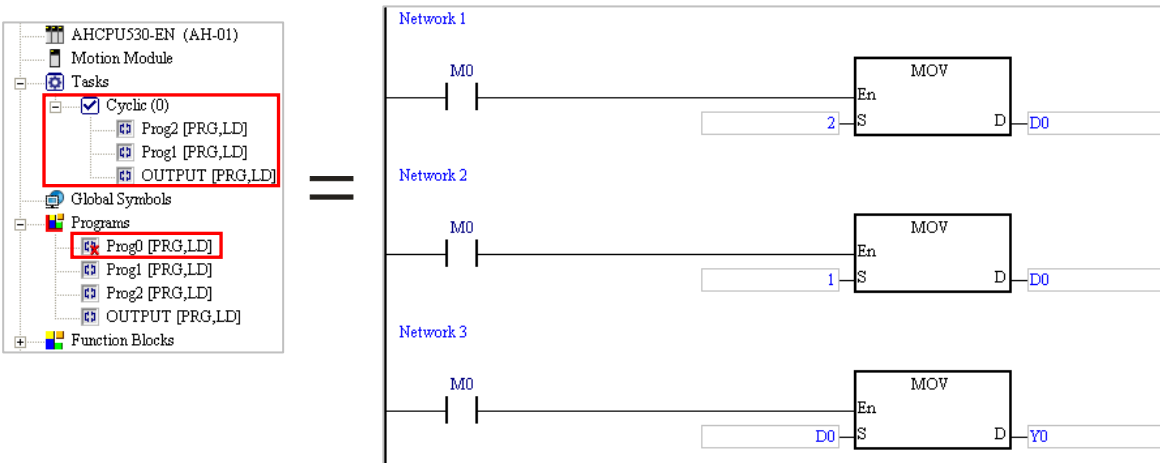 AHCPU530-EN (AH-01)
Motion Module
Tasks
Cyclic (0)
Prog2 [PRG,LD]
Prog1 [PRG,LD]
OUTPUT [PRG,LD]
Global Symbols
Programs
Prog0 [PRG,LD]
Prog1 [PRG,LD]
Prog2 [PRG,LD]
OUTPUT [PRG,LD]
Function Blocks
=
Network 1
M0
MOV
En
2 S D D0
Network 2
M0
MOV
En
1 S D D0
Network 3
M0
MOV
En
D0 S D Y0